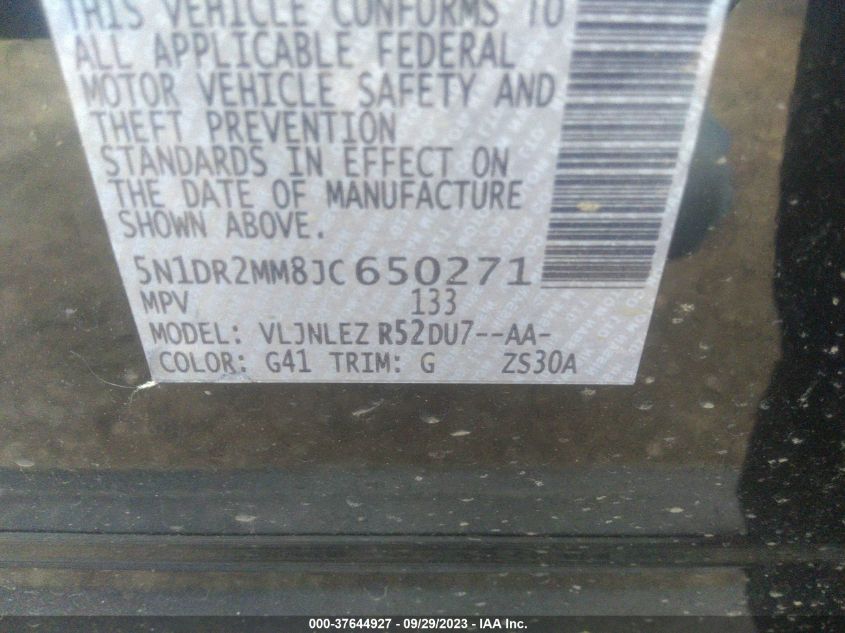 THIS VEHICLE CONFORMS TO
ALL APPLICABLE FEDERAL
MOTOR VEHICLE SAFETY AND
THEFT PREVENTION
STANDARDS IN EFFECT ON
THE DATE OF MANUFACTURE
SHOWN ABOVE.
5N1DR2MM8JC650271
MPV 133
MODEL: VLJNLEZ R52DU7--AA-
COLOR: G41 TRIM: G ZS30A
000-37644927 - 09/29/2023 - IAA Inc.